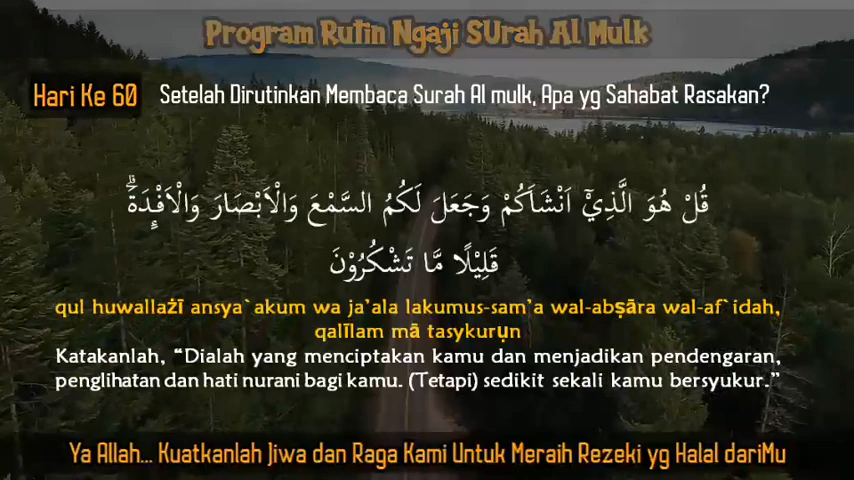 Program Rutin Ngaji SUrah Al Mulk
Hari Ke 60
Setelah Dirutinkan Membaca Surah Al mulk, Apa yg Sahabat Rasakan?
قُلْ هُوَ الَّذِيْٓ اَنْشَاَكُمْ وَجَعَلَ لَكُمُ السَّمْعَ وَالْاَبْصَارَ وَالْاَفْـِٕدَةَۗ
قَلِيْلًا مَّا تَشْكُرُوْنَ
qul huwallażī ansya`akum wa ja’ala lakumus-sam’a wal-abṣāra wal-af`idah,
qalīlam mā tasykurụn
Katakanlah, “Dialah yang menciptakan kamu dan menjadikan pendengaran,
penglihatan dan hati nurani bagi kamu. (Tetapi) sedikit sekali kamu bersyukur.”
Ya Allah... Kuatkanlah Jiwa dan Raga Kami Untuk Meraih Rezeki yg Halal dariMu